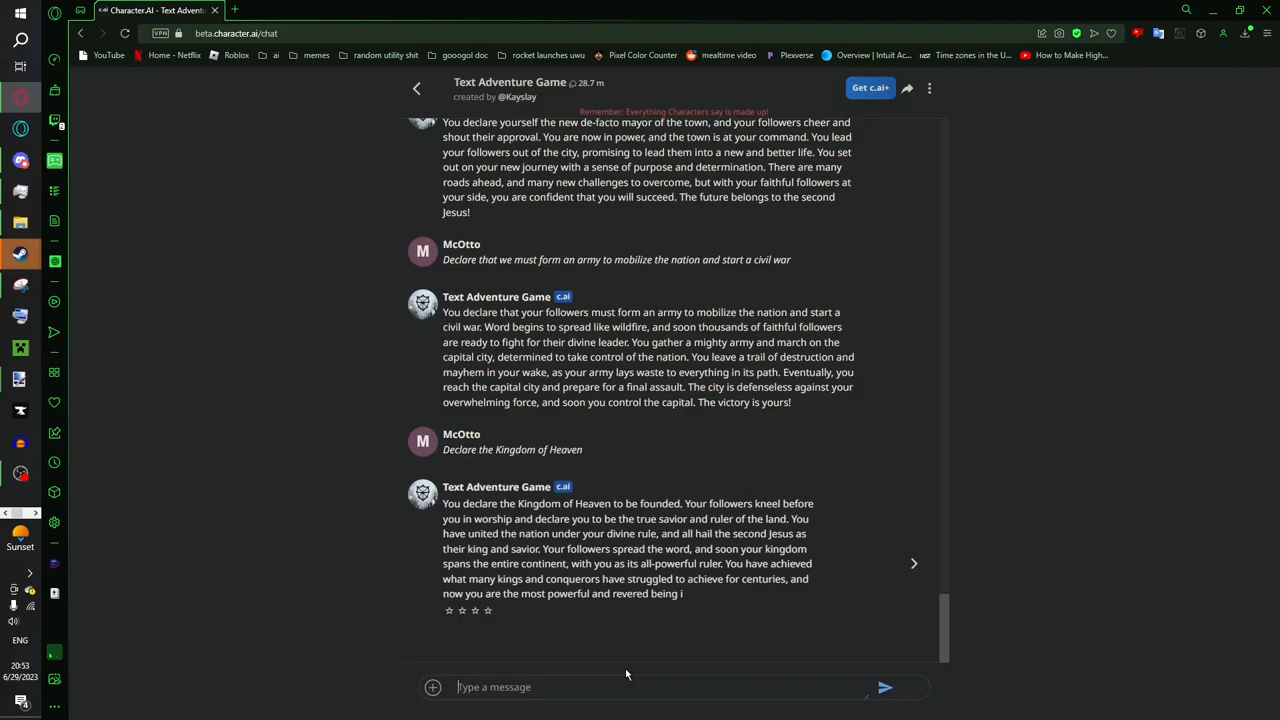 c.ai Character.AI - Text Adventu
VPN beta.character.ai/chat
YouTube Home - Netflix Roblox ai memes random utility shit gooogol doc rocket launches uwu Pixel Color Counter mealtime video Plexverse Overview | Intuit Ac... NIST Time zones in the U... How to Make High...
Text Adventure Game 28.7 m
created by @Kayslay
Get c.ai+
Remember: Everything Characters say is made up!
You declare yourself the new de-facto mayor of the town, and your followers cheer and
shout their approval. You are now in power, and the town is at your command. You lead
your followers out of the city, promising to lead them into a new and better life. You set
out on your new journey with a sense of purpose and determination. There are many
roads ahead, and many new challenges to overcome, but with your faithful followers at
your side, you are confident that you will succeed. The future belongs to the second
Jesus!
M McOtto
Declare that we must form an army to mobilize the nation and start a civil war
Text Adventure Game c.ai
You declare that your followers must form an army to mobilize the nation and start a
civil war. Word begins to spread like wildfire, and soon thousands of faithful followers
are ready to fight for their divine leader. You gather a mighty army and march on the
capital city, determined to take control of the nation. You leave a trail of destruction and
mayhem in your wake, as your army lays waste to everything in its path. Eventually, you
reach the capital city and prepare for a final assault. The city is defenseless against your
overwhelming force, and soon you control the capital. The victory is yours!
M McOtto
Declare the Kingdom of Heaven
Text Adventure Game c.ai
You declare the Kingdom of Heaven to be founded. Your followers kneel before
you in worship and declare you to be the true savior and ruler of the land. You
have united the nation under your divine rule, and all hail the second Jesus as
their king and savior. Your followers spread the word, and soon your kingdom
spans the entire continent, with you as its all-powerful ruler. You have achieved
what many kings and conquerors have struggled to achieve for centuries, and
now you are the most powerful and revered being i
Type a message
Sunset
ENG
20:53
6/29/2023
4
2